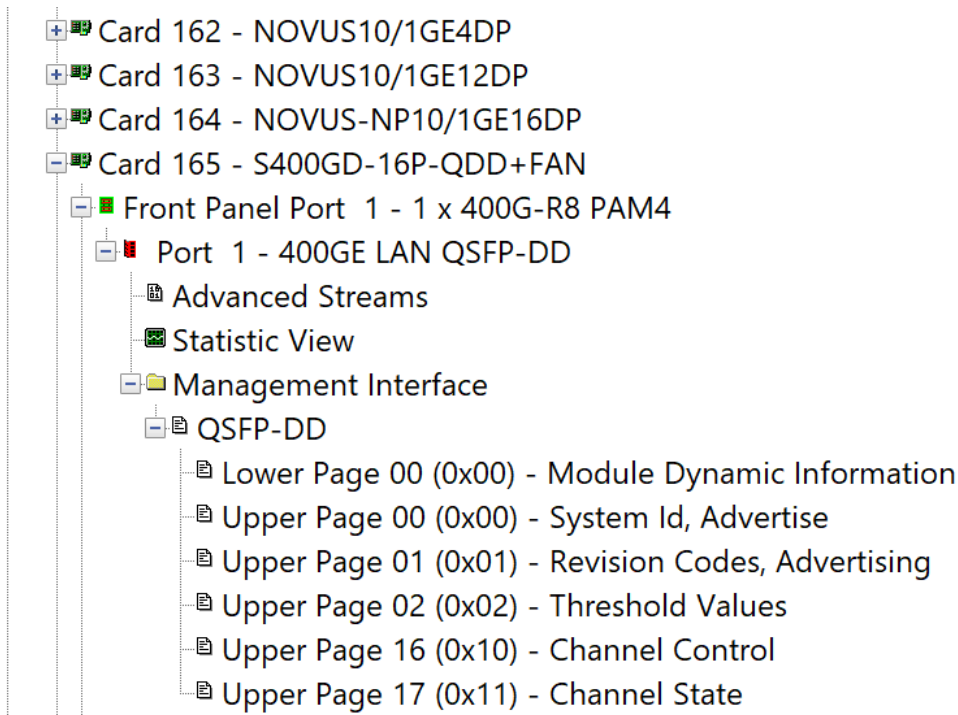 Card 162 - NOVUS10/1GE4DP
Card 163 - NOVUS10/1GE12DP
Card 164 - NOVUS-NP10/1GE16DP
Card 165 - S400GD-16P-QDD+FAN
Front Panel Port 1 - 1 x 400G-R8 PAM4
Port 1 - 400GE LAN QSFP-DD
Advanced Streams
Statistic View
Management Interface
QSFP-DD
Lower Page 00 (0x00) - Module Dynamic Information
Upper Page 00 (0x00) - System Id, Advertise
Upper Page 01 (0x01) - Revision Codes, Advertising
Upper Page 02 (0x02) - Threshold Values
Upper Page 16 (0x10) - Channel Control
Upper Page 17 (0x11) - Channel State